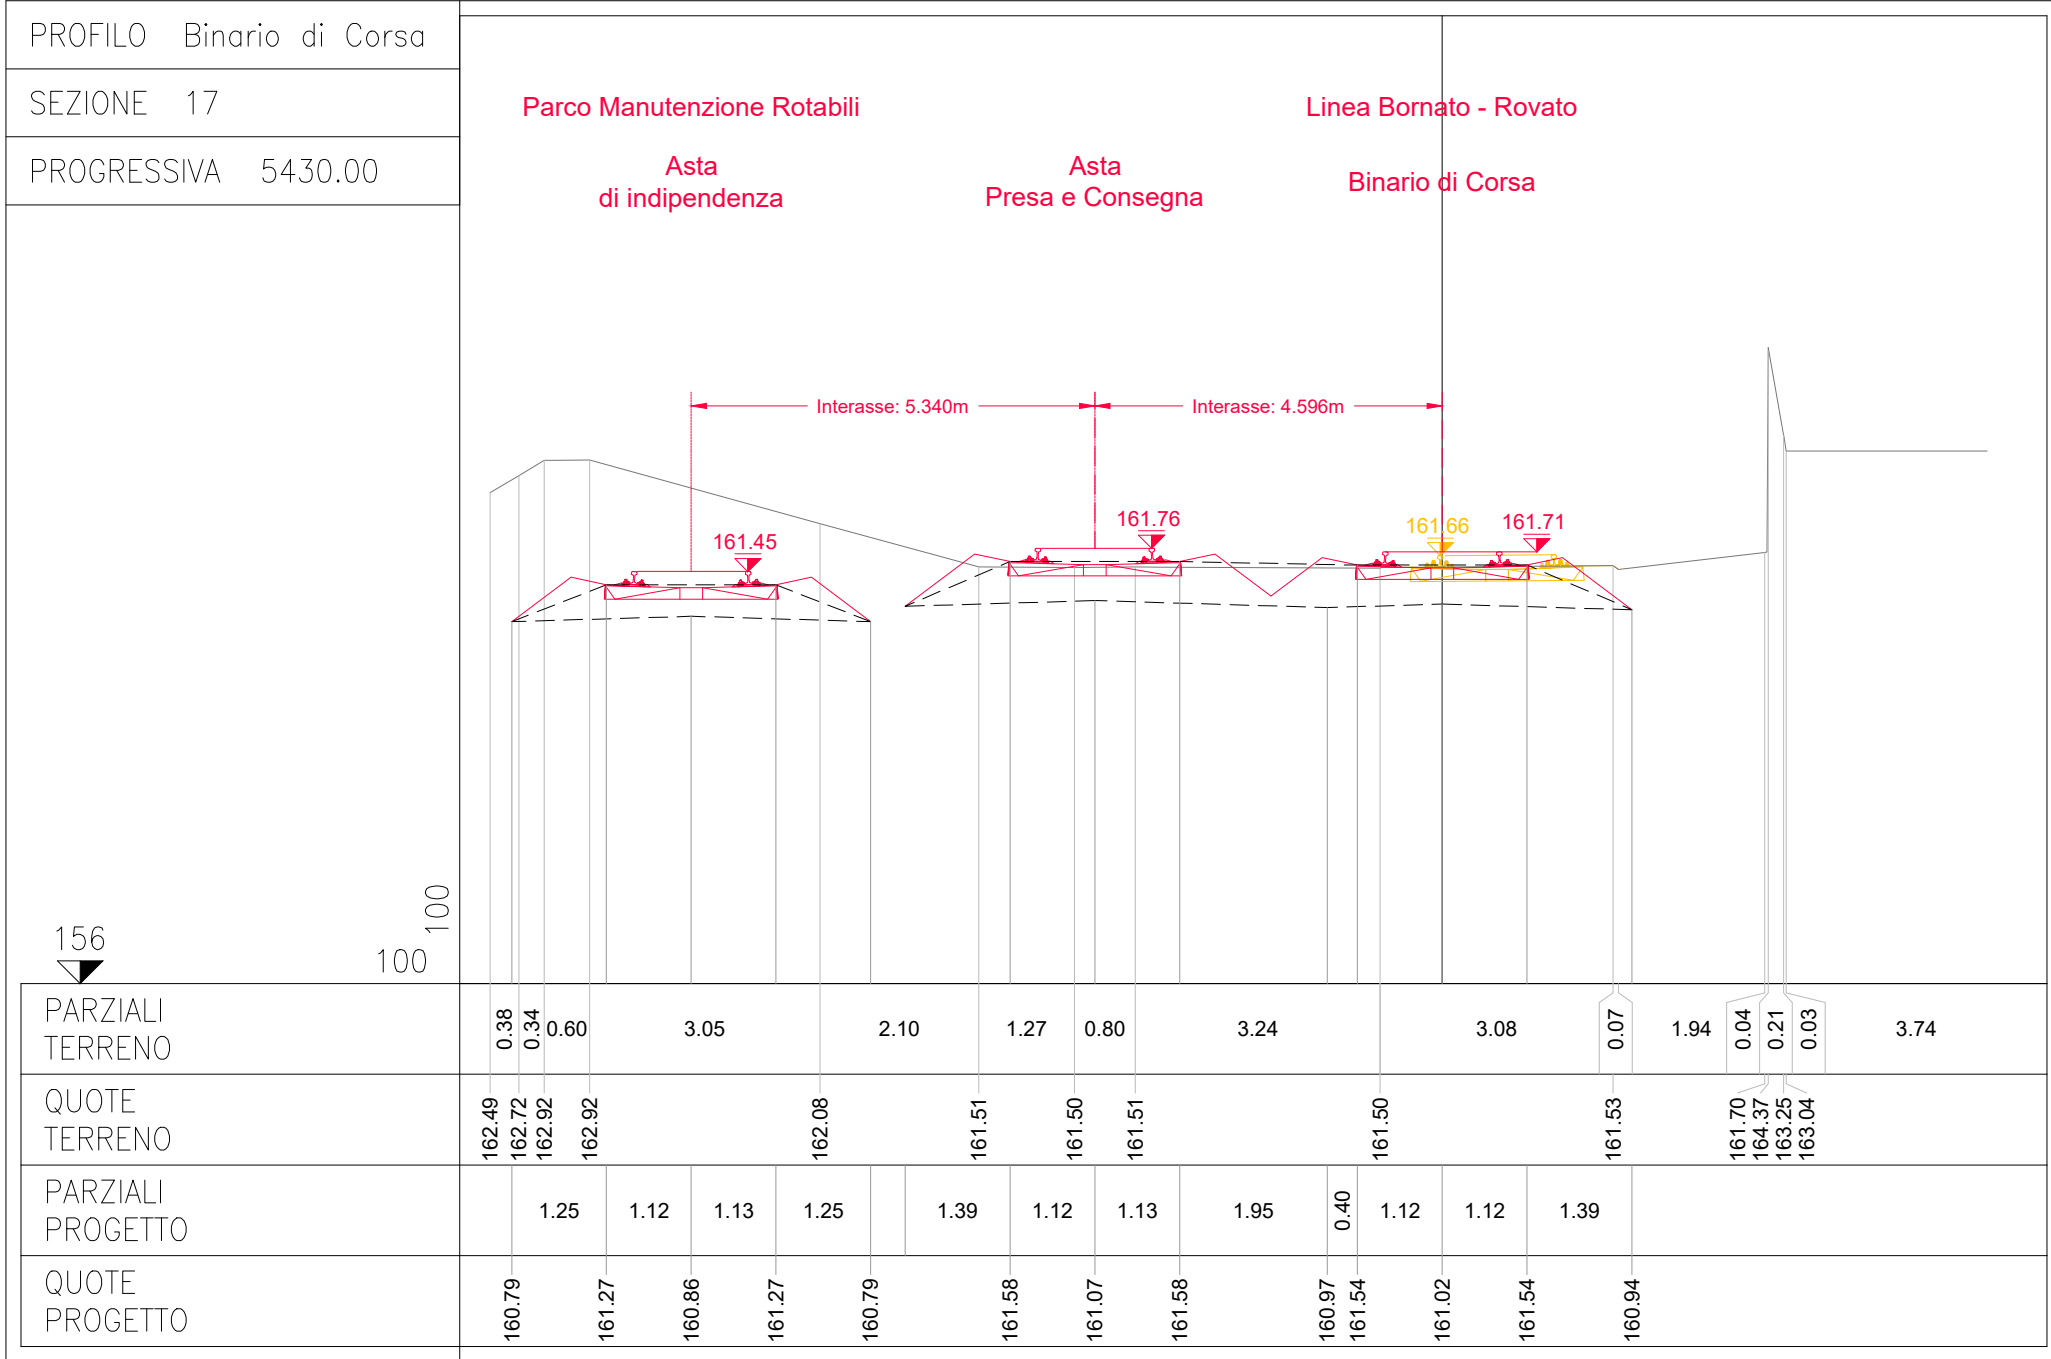 PROFILO Binario di Corsa
SEZIONE 17
PROGRESSIVA 5430.00
Parco Manutenzione Rotabili
Linea Bornato - Rovato
Asta
di indipendenza
Asta
Presa e Consegna
Binario di Corsa
Interasse: 5.340m
Interasse: 4.596m
161.45
161.76
161.66
161.71
156
100
100
PARZIALI
TERRENO
0.38 0.34 0.60 3.05 2.10 1.27 0.80 3.24 3.08 0.07 1.94 0.04 0.21 0.03 3.74
QUOTE
TERRENO
162.49 162.72 162.92 162.92 162.08 161.51 161.50 161.51 161.50 161.53 161.70 164.37 163.25 163.04
PARZIALI
PROGETTO
1.25 1.12 1.13 1.25 1.39 1.12 1.13 1.95 0.40 1.12 1.12 1.39
QUOTE
PROGETTO
160.79 161.27 160.86 161.27 160.79 161.58 161.07 161.58 160.97 161.54 161.02 161.54 160.94